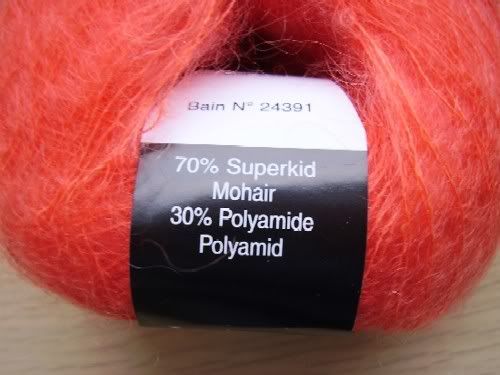 Bain N° 24391
70% Superkid
Mohair
30% Polyamide
Polyamid